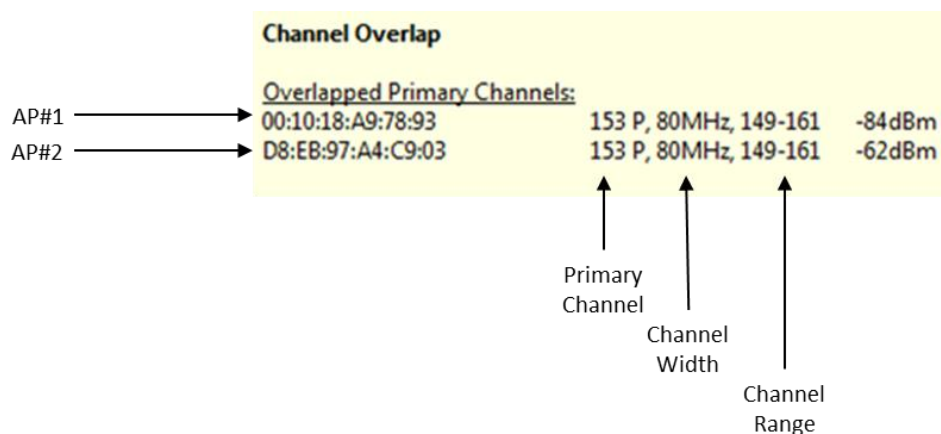 Channel Overlap
Overlapped Primary Channels:
AP#1 00:10:18:A9:78:93 153 P, 80MHz, 149-161 -84dBm
AP#2 D8:EB:97:A4:C9:03 153 P, 80MHz, 149-161 -62dBm
Primary
Channel
Channel
Width
Channel
Range